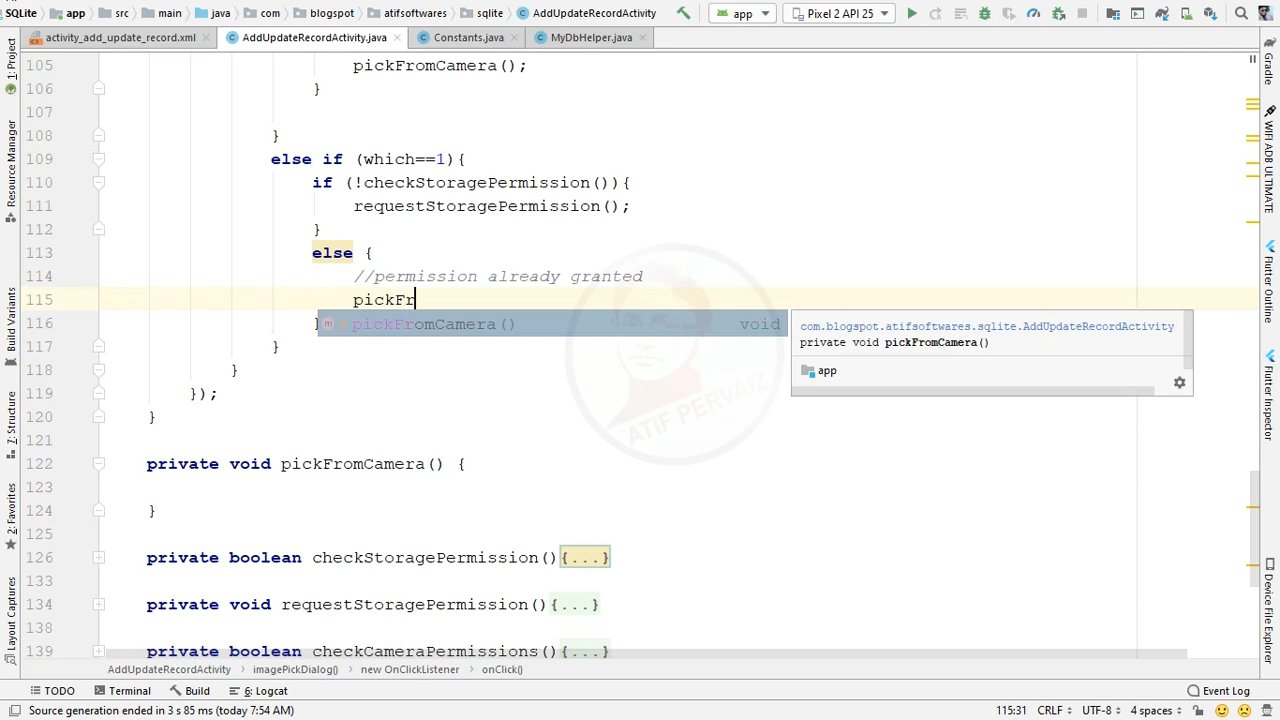 SQLite app src main java com blogspot atifsoftwares sqlite AddUpdateRecordActivity app Pixel 2 API 25
activity_add_update_record.xml AddUpdateRecordActivity.java Constants.java MyDbHelper.java
1: Project
Resource Manager
Build Variants
7: Structure
2: Favorites
Layout Captures
105 pickFromCamera();
106 }
107
108 }
109 else if (which==1){
110 if (!checkStoragePermission()){
111 requestStoragePermission();
112 }
113 else {
114 //permission already granted
115 pickFr
116 }
pickFromCamera() void
com.blogspot.atifsoftwares.sqlite.AddUpdateRecordActivity
private void pickFromCamera()
app
117 }
118 }
119 });
120 }
121
122 private void pickFromCamera() {
123
124 }
125
126 private boolean checkStoragePermission(){...}
133
134 private void requestStoragePermission(){...}
138
139 private boolean checkCameraPermissions(){...}
ATIF PERVAIZ
Gradle
WIFI ADB ULTIMATE
Flutter Outline
Flutter Inspector
Device File Explorer
AddUpdateRecordActivity imagePickDialog() new OnClickListener onClick()
TODO Terminal Build 6: Logcat Event Log
Source generation ended in 3 s 85 ms (today 7:54 AM) 115:31 CRLF UTF-8 4 spaces